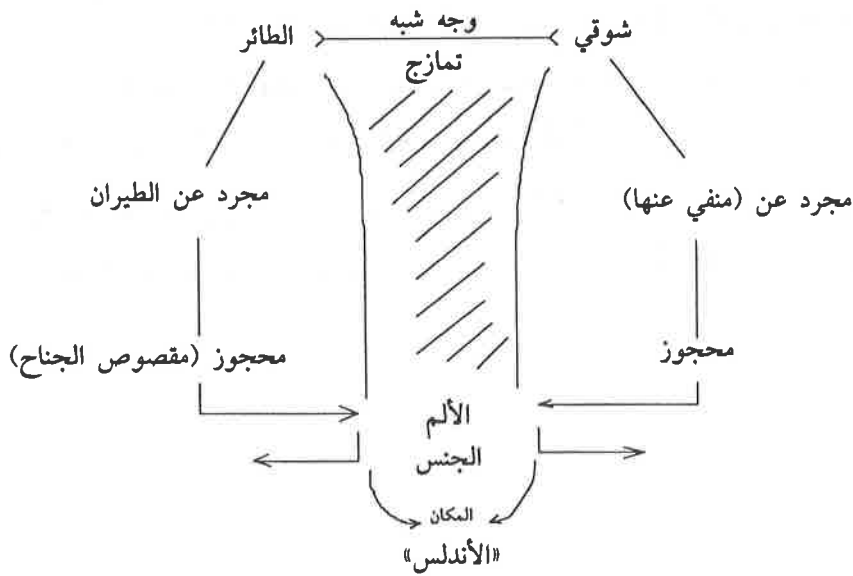 وجه شبه
شوقي
الطائر
تمازج
مجرد عن (منفي عنها)
مجرد عن الطيران
محجوز
محجوز (مقصوص الجناح)
الألم
الجنس
المكان
«الأندلس»